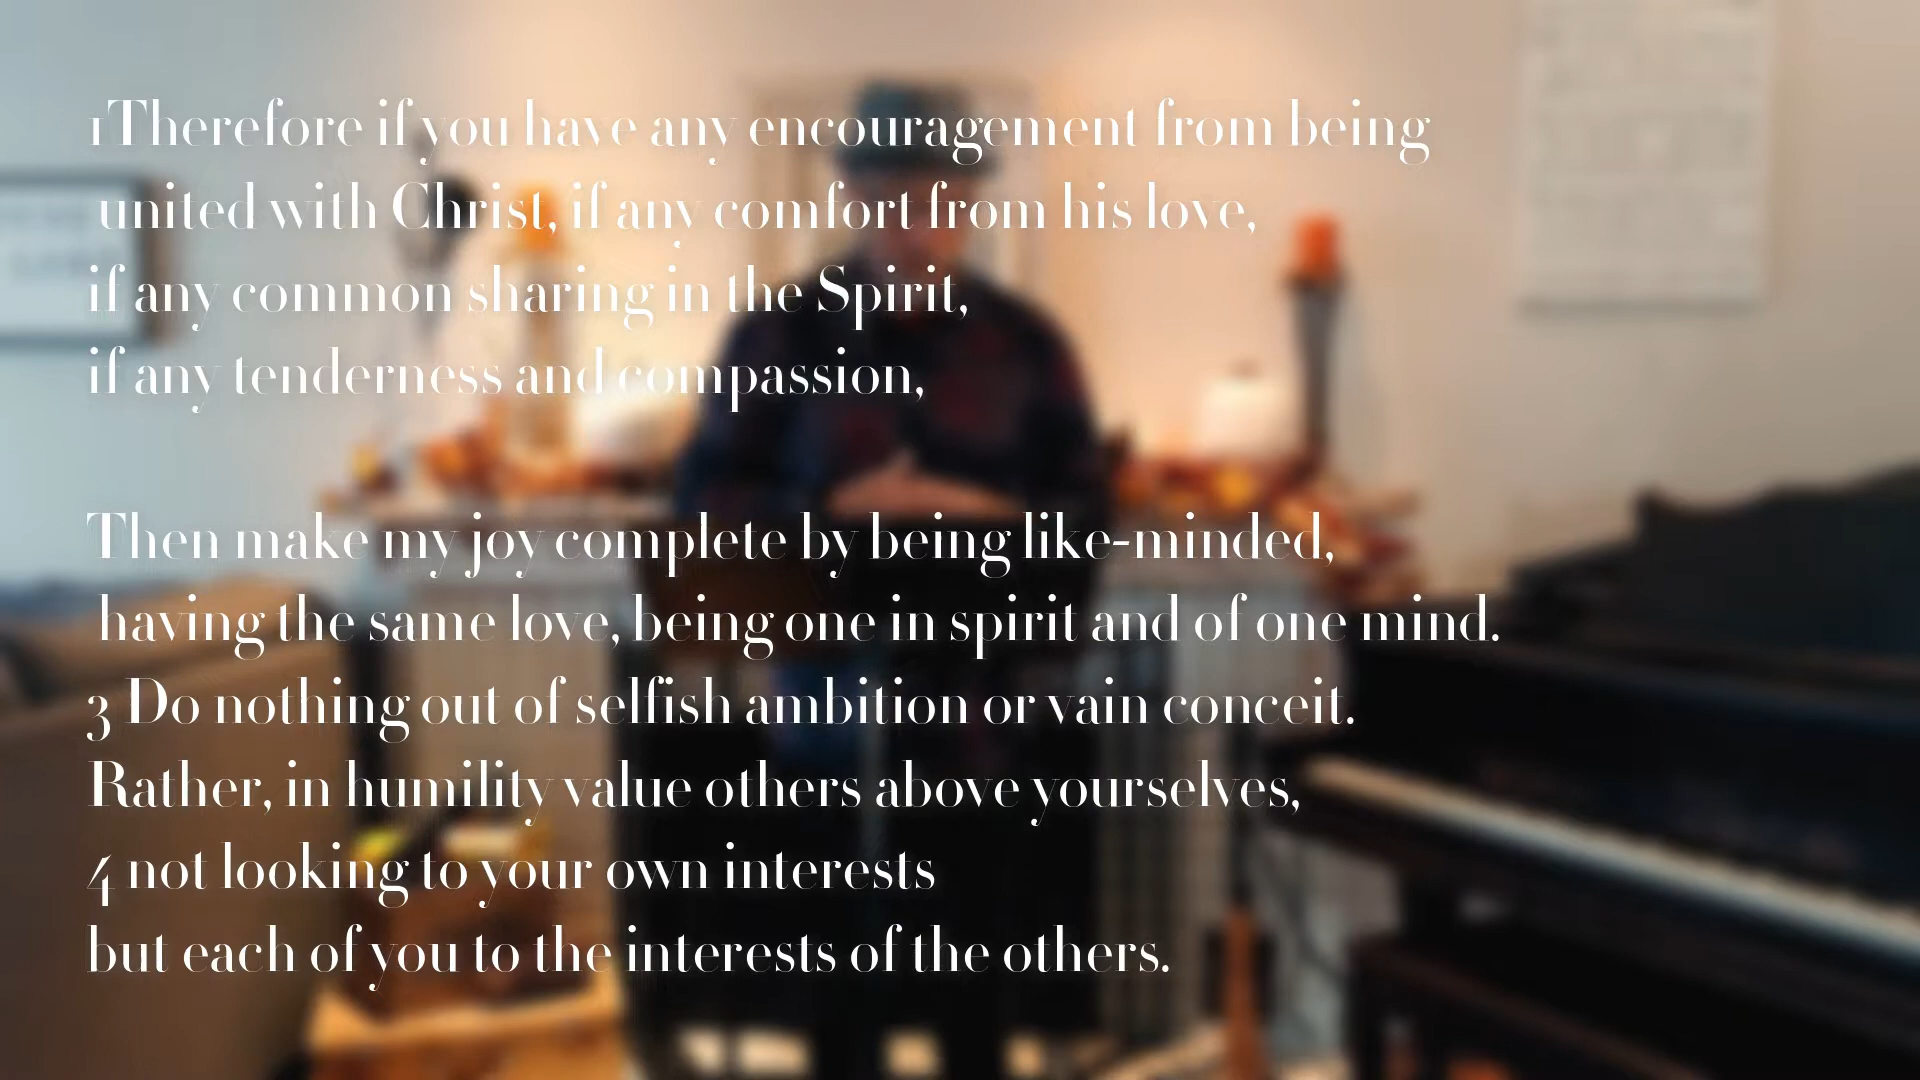 1Therefore if you have any encouragement from being
united with Christ, if any comfort from his love,
if any common sharing in the Spirit,
if any tenderness and compassion,
Then make my joy complete by being like-minded,
having the same love, being one in spirit and of one mind.
3 Do nothing out of selfish ambition or vain conceit.
Rather, in humility value others above yourselves,
4 not looking to your own interests
but each of you to the interests of the others.